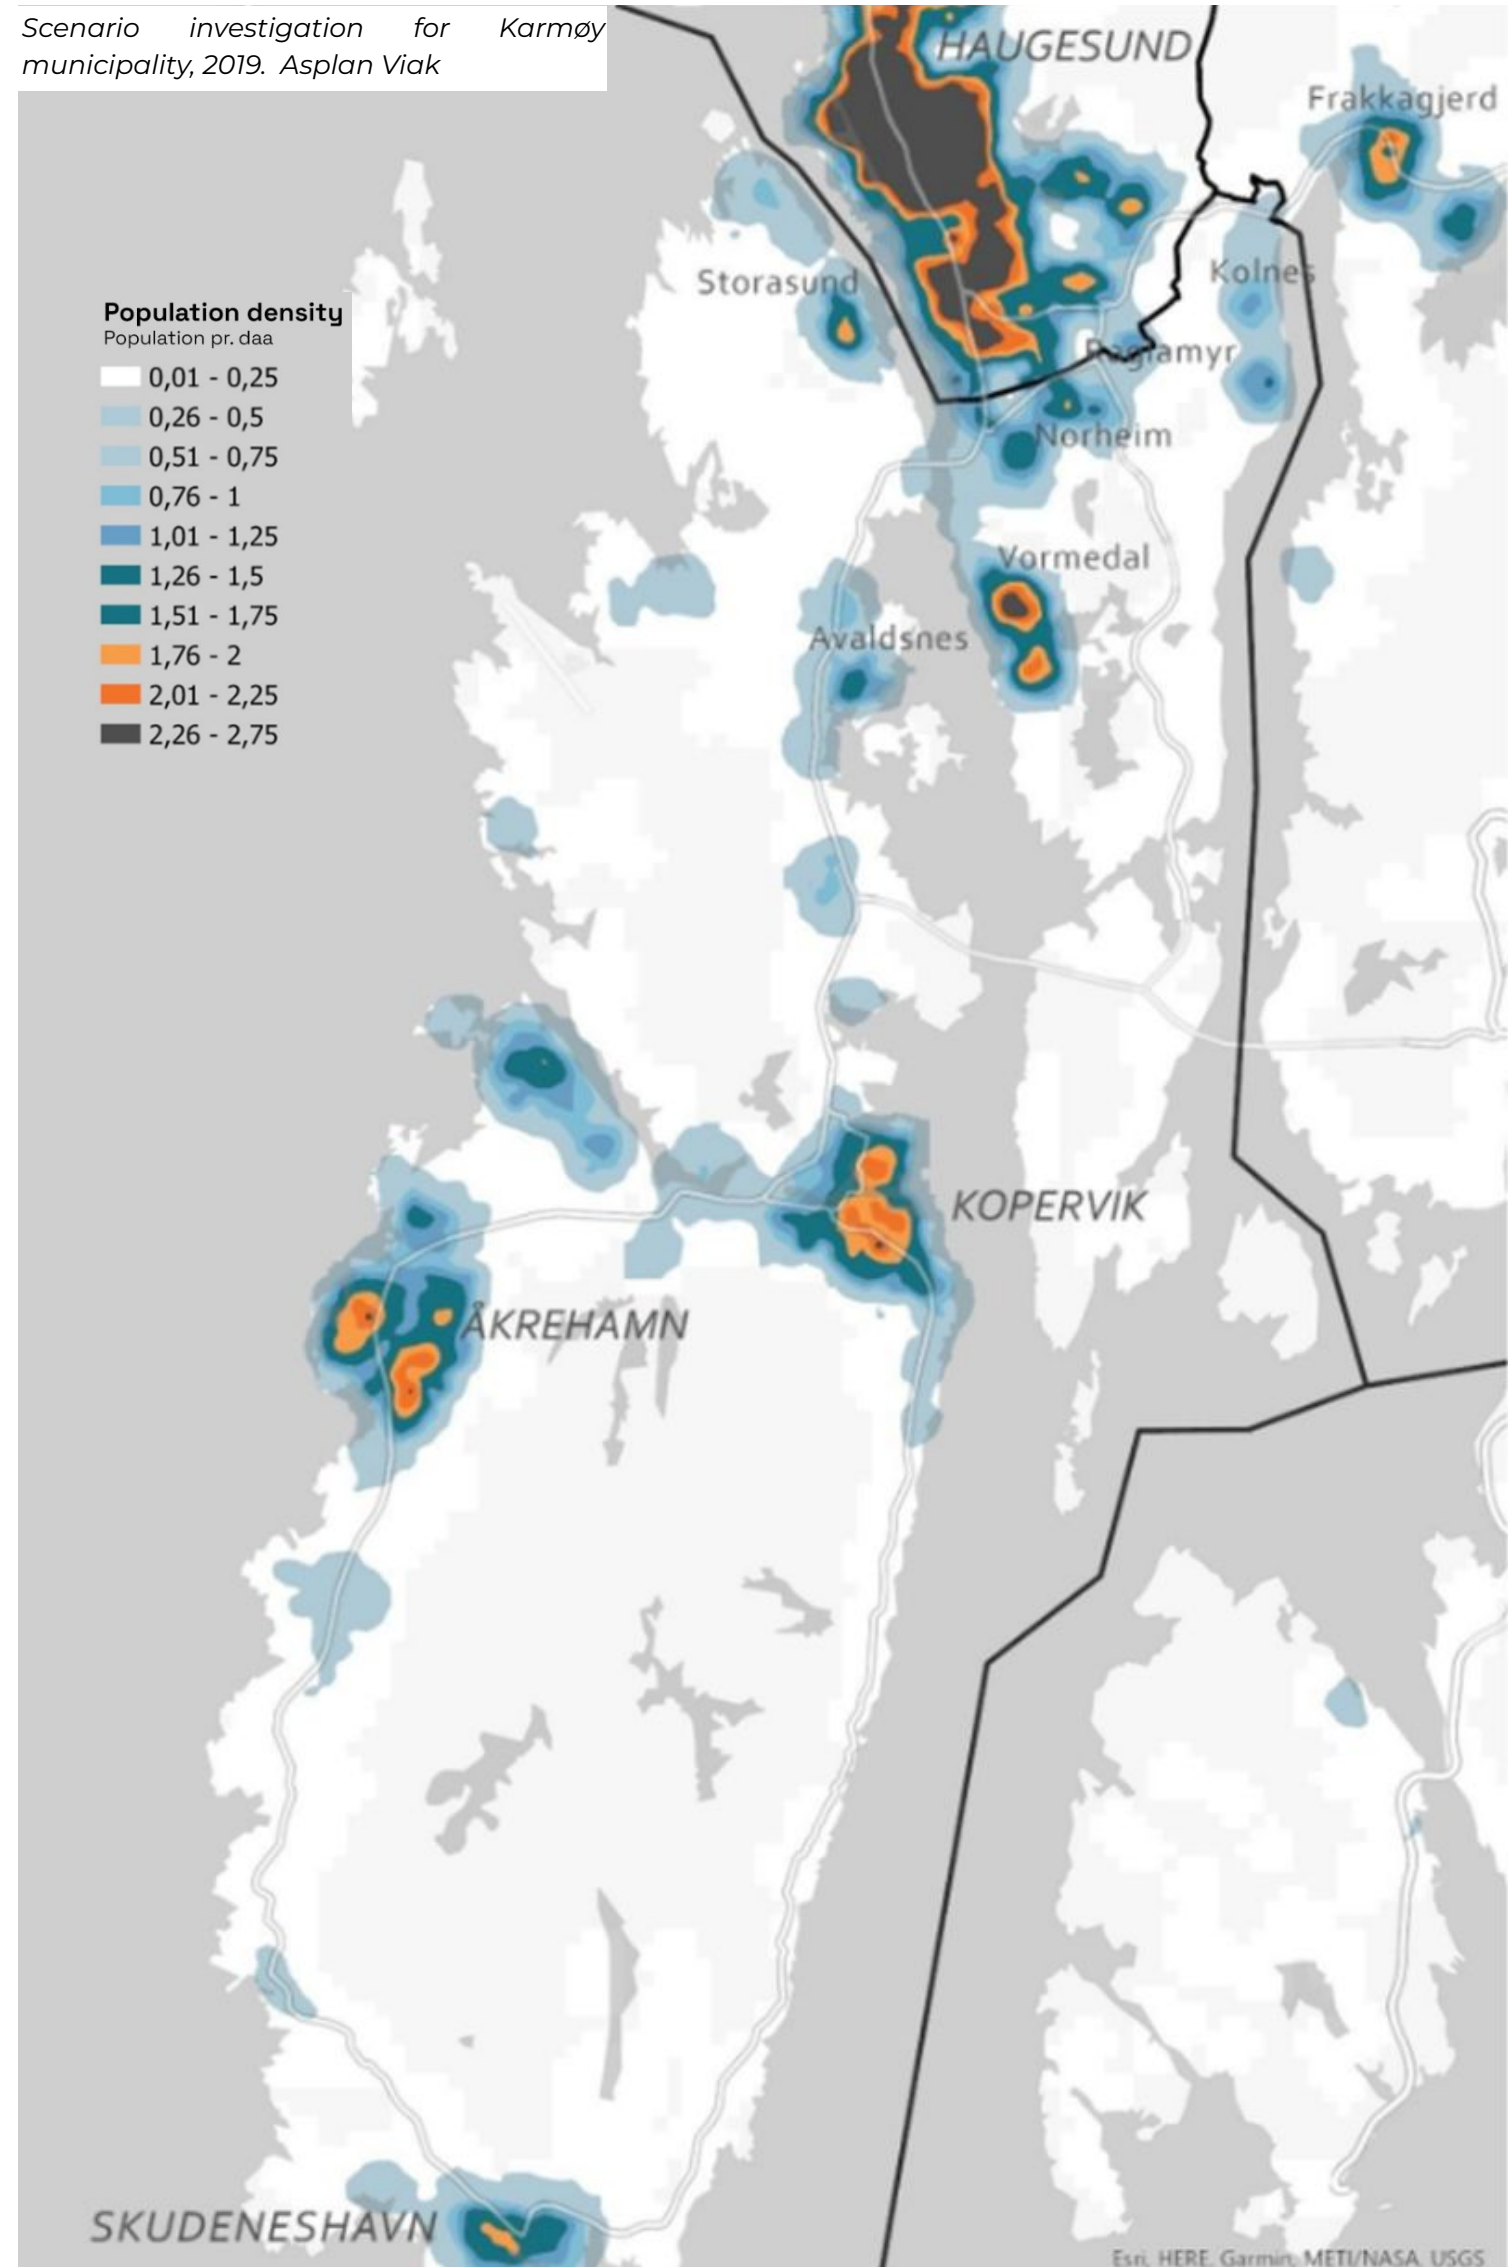 Scenario investigation for Karmøy
municipality, 2019. Asplan Viak
HAUGESUND
Frakkagjerd
Storasund
Kolnes
Population density
Population pr. daa
Raglamyr
0,01 - 0,25
0,26 - 0,5
Norheim
0,51 - 0,75
0,76 - 1
1,01 - 1,25
Vormedal
1,26 - 1,5
1,51 - 1,75
Avaldsnes
1,76 - 2
2,01 - 2,25
2,26 - 2,75
KOPERVIK
ÅKREHAMN
SKUDENESHAVN
Esri, HERE, Garmin, METI/NASA, USGS